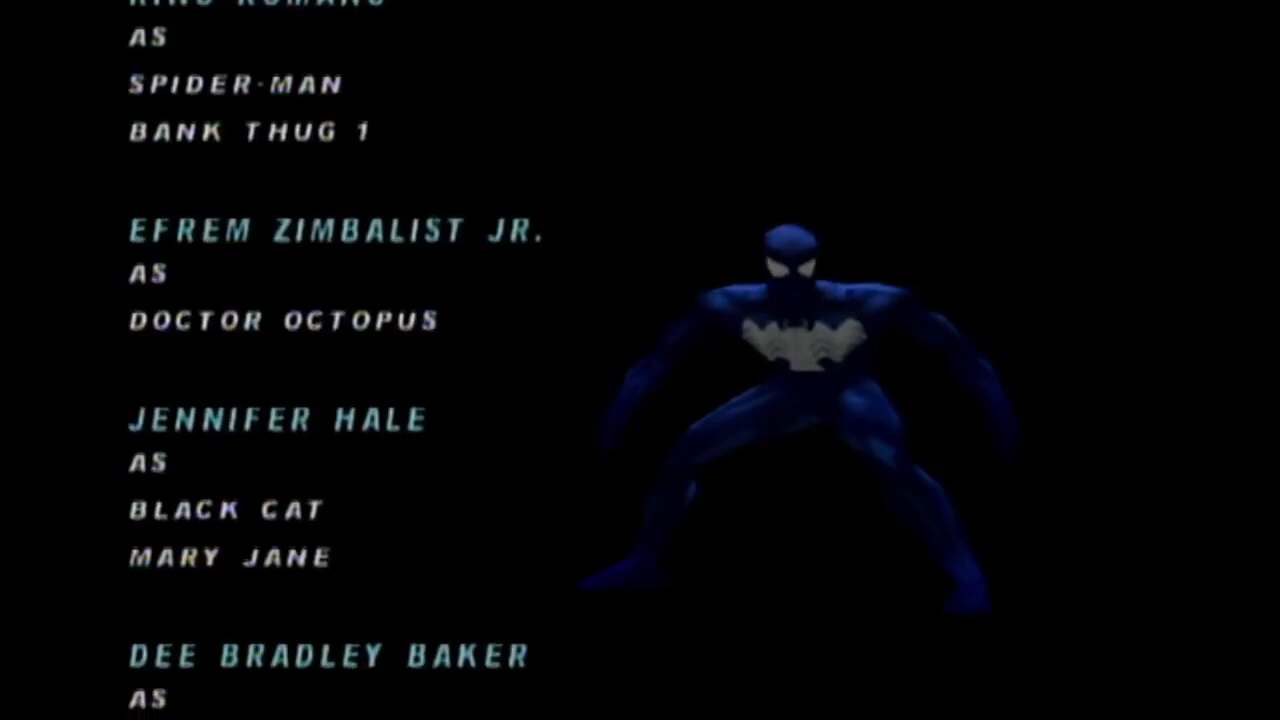 AS
SPIDER-MAN
BANK THUG 1
EFREM ZIMBALIST JR.
AS
DOCTOR OCTOPUS
JENNIFER HALE
AS
BLACK CAT
MARY JANE
DEE BRADLEY BAKER
AS